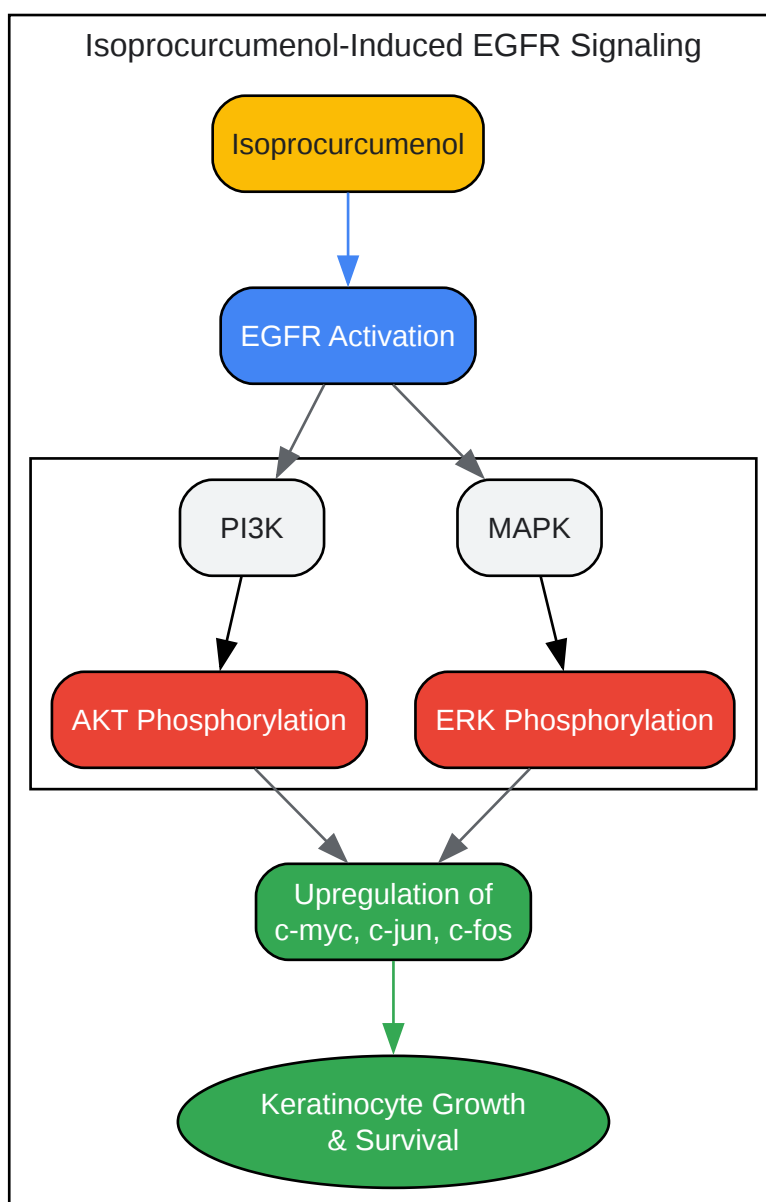 Isoprocurcumenol-Induced EGFR Signaling
Isoprocurcumenol
EGFR Activation
PI3K
MAPK
AKT Phosphorylation
ERK Phosphorylation
Upregulation of
c-myc, c-jun, c-fos
Keratinocyte Growth
& Survival